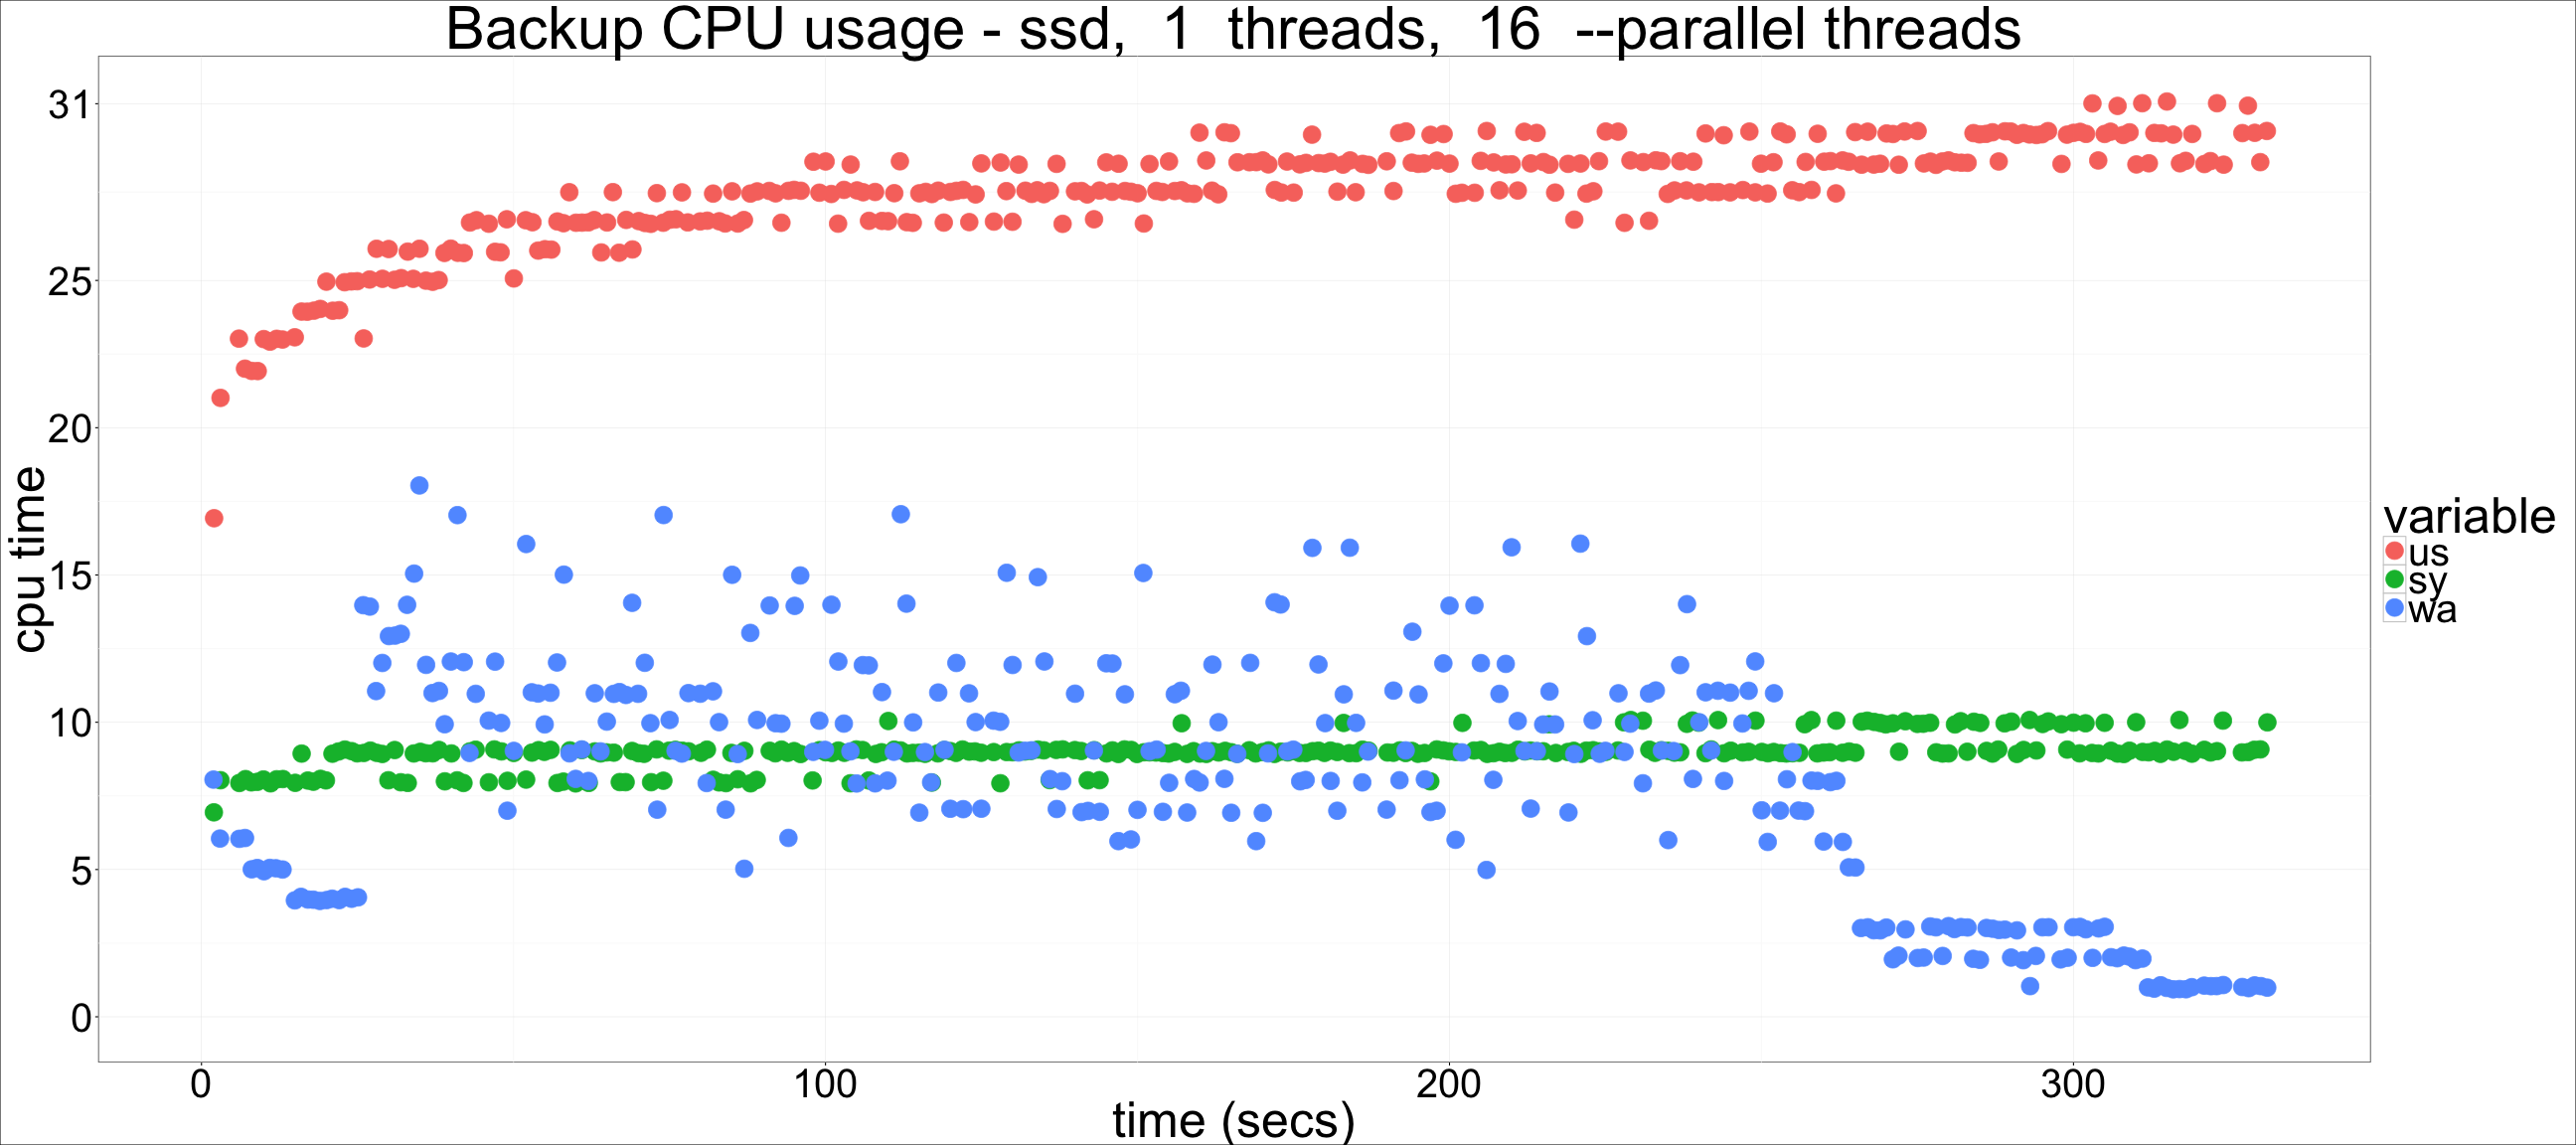 Backup CPU usage - ssd, 1 threads, 16 --parallel threads
cpu time
31
25
20
15
10
5
0
0 100 200 300
time (secs)
variable
us
sy
wa